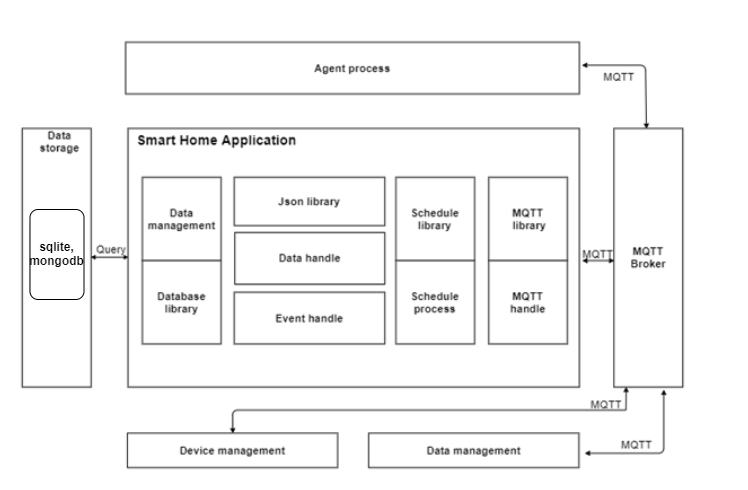 Agent process
MQTT
Data
storage
Smart Home Application
sqlite,
mongodb
Query
Data
management
Database
library
Json library
Data handle
Event handle
Schedule
library
Schedule
process
MQTT
library
MQTT
handle
MQTT
MQTT
Broker
MQTT
Device management
Data management
MQTT